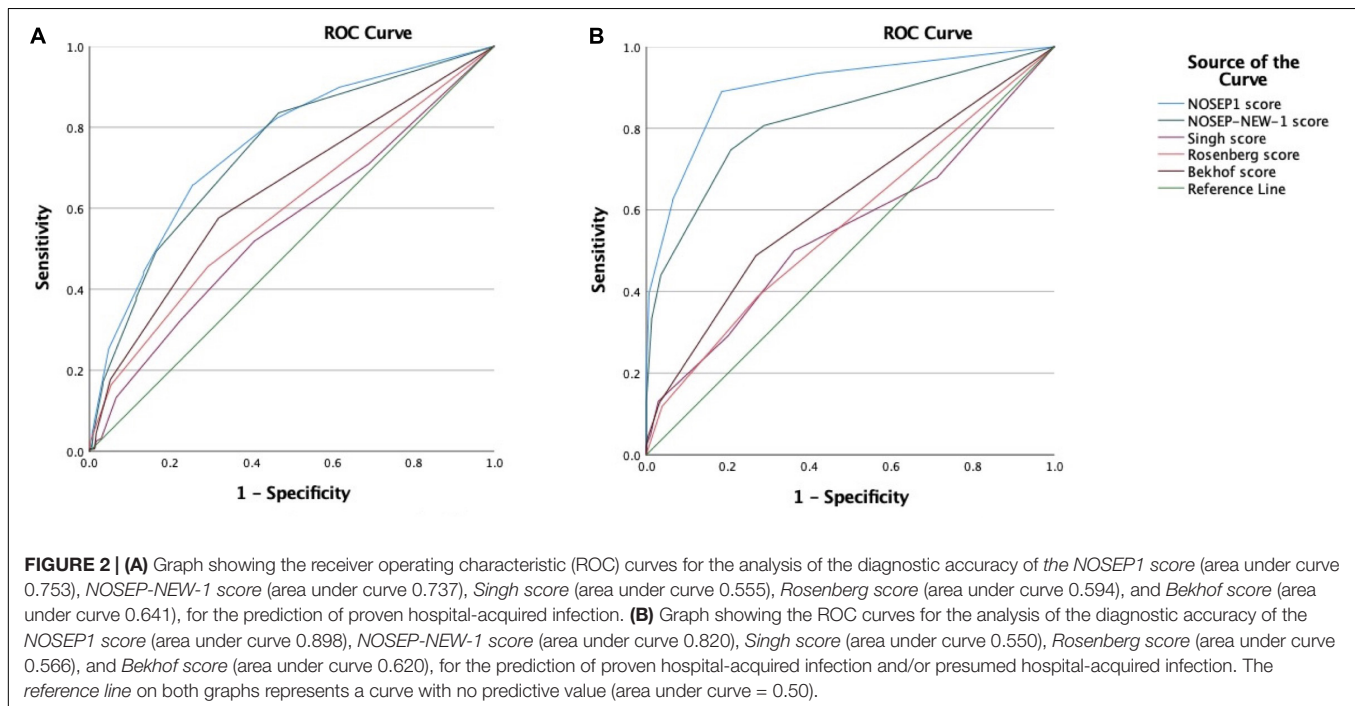 A
ROC Curve
1.0
0.8
0.6
0.4
0.2
0.0
Sensitivity
0.0 0.2 0.4 0.6 0.8 1.0
1 – Specificity
B
ROC Curve
1.0
0.8
0.6
0.4
0.2
0.0
Sensitivity
0.0 0.2 0.4 0.6 0.8 1.0
1 – Specificity
Source of the
Curve
NOSEP1 score
NOSEP-NEW-1 score
Singh score
Rosenberg score
Bekhof score
Reference Line
FIGURE 2 | (A) Graph showing the receiver operating characteristic (ROC) curves for the analysis of the diagnostic accuracy of the NOSEP1 score (area under curve
0.753), NOSEP-NEW-1 score (area under curve 0.737), Singh score (area under curve 0.555), Rosenberg score (area under curve 0.594), and Bekhof score (area
under curve 0.641), for the prediction of proven hospital-acquired infection. (B) Graph showing the ROC curves for the analysis of the diagnostic accuracy of the
NOSEP1 score (area under curve 0.898), NOSEP-NEW-1 score (area under curve 0.820), Singh score (area under curve 0.550), Rosenberg score (area under curve
0.566), and Bekhof score (area under curve 0.620), for the prediction of proven hospital-acquired infection and/or presumed hospital-acquired infection. The
reference line on both graphs represents a curve with no predictive value (area under curve = 0.50).